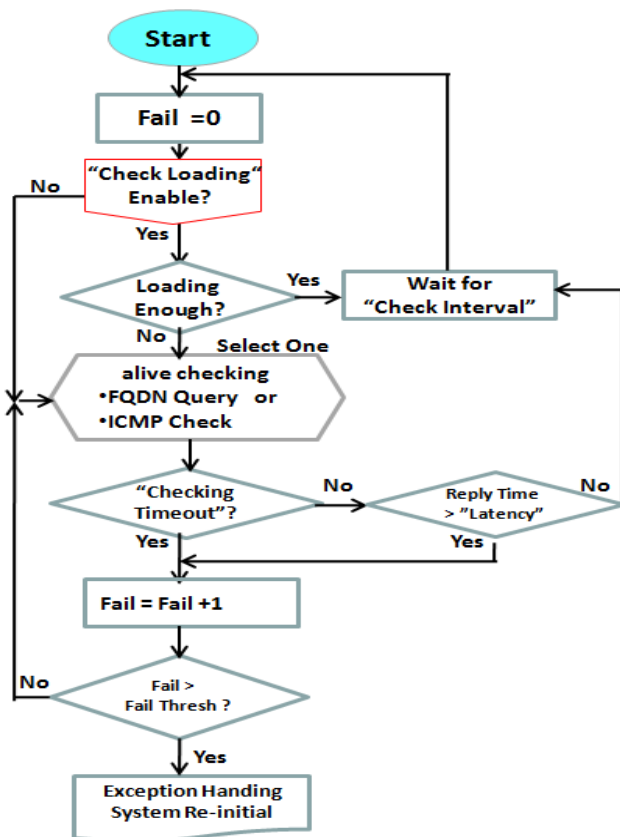 Start
Fail =0
No
“Check Loading“
Enable?
Yes
Loading
Enough?
Yes
Wait for
“Check Interval”
No
Select One
alive checking
•FQDN Query or
•ICMP Check
“Checking
Timeout”?
No
Reply Time
> ”Latency”
No
Yes
Yes
Fail = Fail +1
No
Fail >
Fail Thresh ?
Yes
Exception Handing
System Re-initial